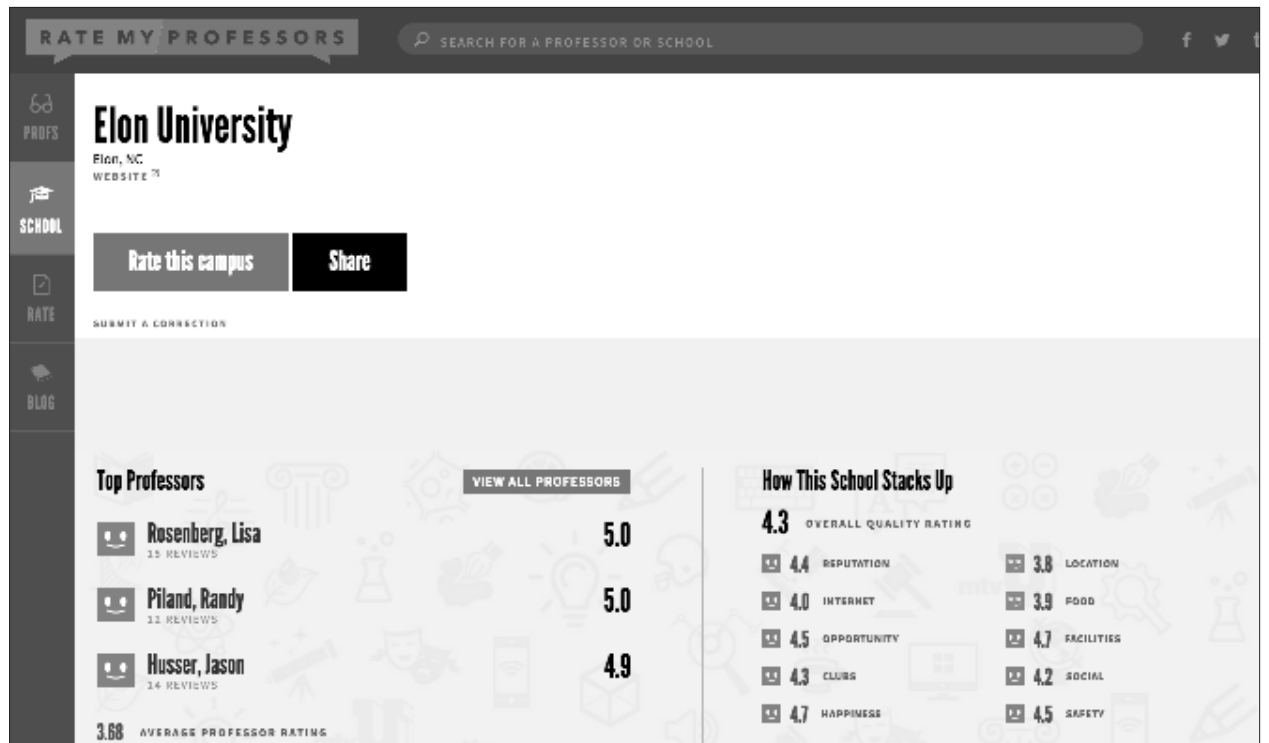 RATE MY PROFESSORS
SEARCH FOR A PROFESSOR OR SCHOOL
f
t
PROFS
SCHOOL
RATE
BLOG
Elon University
Elon, NC
WEBSITE
Rate this campus
Share
SUBMIT A CORRECTION
Top Professors
VIEW ALL PROFESSORS
Rosenberg, Lisa 5.0
15 REVIEWS
Piland, Randy 5.0
11 REVIEWS
Husser, Jason 4.9
14 REVIEWS
3.68 AVERAGE PROFESSOR RATING
How This School Stacks Up
4.3 OVERALL QUALITY RATING
4.4 REPUTATION
3.8 LOCATION
4.0 INTERNET
3.9 FOOD
4.5 OPPORTUNITY
4.7 FACILITIES
4.3 CLUBS
4.2 SOCIAL
4.7 HAPPINESS
4.5 SAFETY
mtv